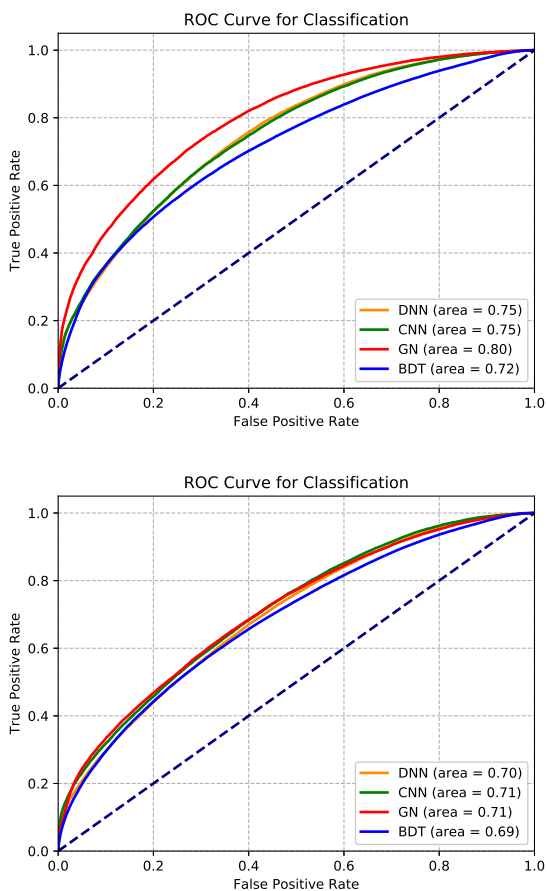 ROC Curve for Classification
True Positive Rate
1.0
0.8
0.6
0.4
0.2
0.0
DNN (area = 0.75)
CNN (area = 0.75)
GN (area = 0.80)
BDT (area = 0.72)
0.0 0.2 0.4 0.6 0.8 1.0
False Positive Rate
ROC Curve for Classification
True Positive Rate
1.0
0.8
0.6
0.4
0.2
0.0
DNN (area = 0.70)
CNN (area = 0.71)
GN (area = 0.71)
BDT (area = 0.69)
0.0 0.2 0.4 0.6 0.8 1.0
False Positive Rate